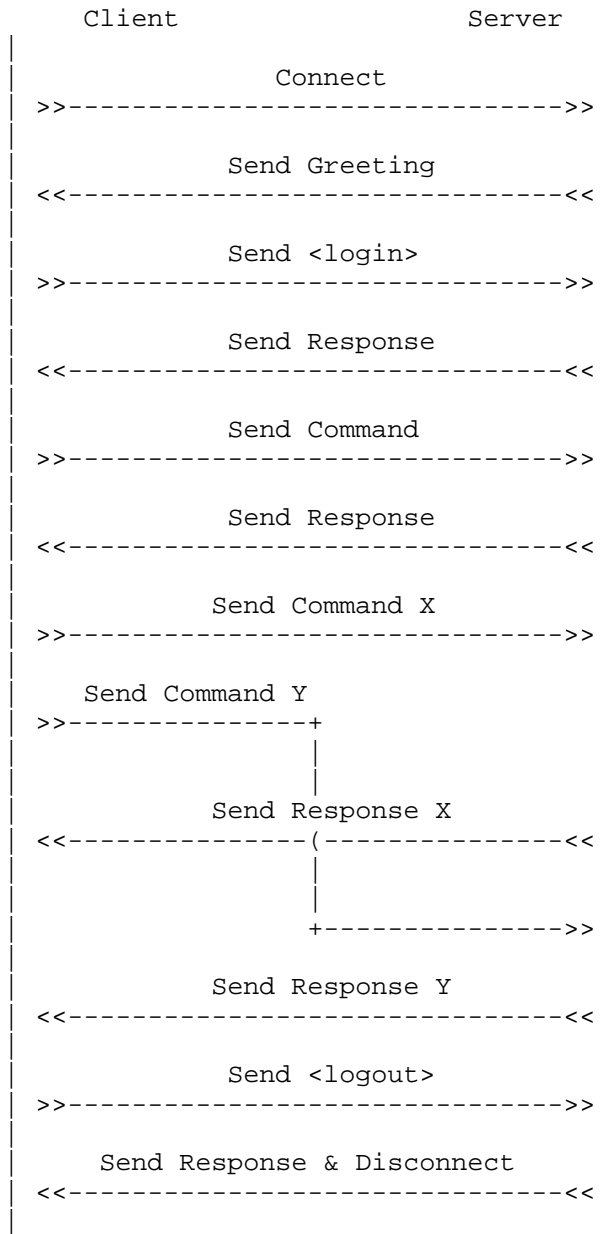 Client Server
Connect
>>------------------------------->>
Send Greeting
<<-------------------------------<<
Send <login>
>>------------------------------->>
Send Response
<<-------------------------------<<
Send Command
>>------------------------------->>
Send Response
<<-------------------------------<<
Send Command X
>>------------------------------->>
Send Command Y
>>---------------+
|
|
Send Response X
<<---------------(---------------<<
|
|
+--------------->>
Send Response Y
<<-------------------------------<<
Send <logout>
>>------------------------------->>
Send Response & Disconnect
<<-------------------------------<<